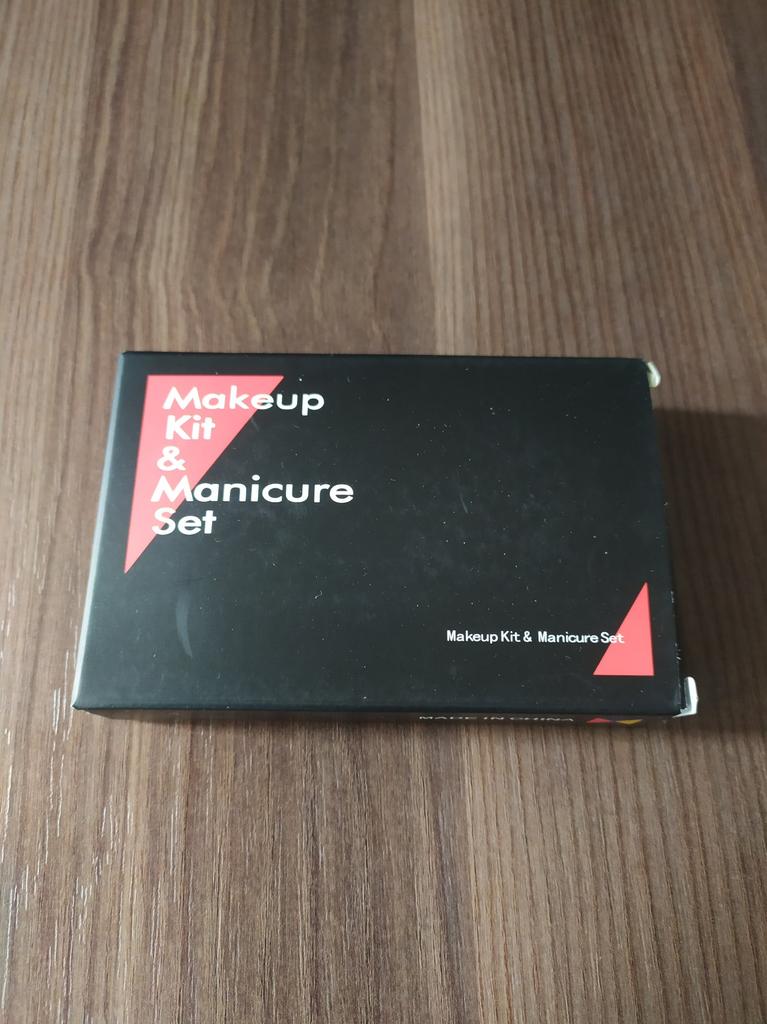 Makeup
Kit
&
Manicure
Set
Makeup Kit & Manicure Set
MADE IN CHINA